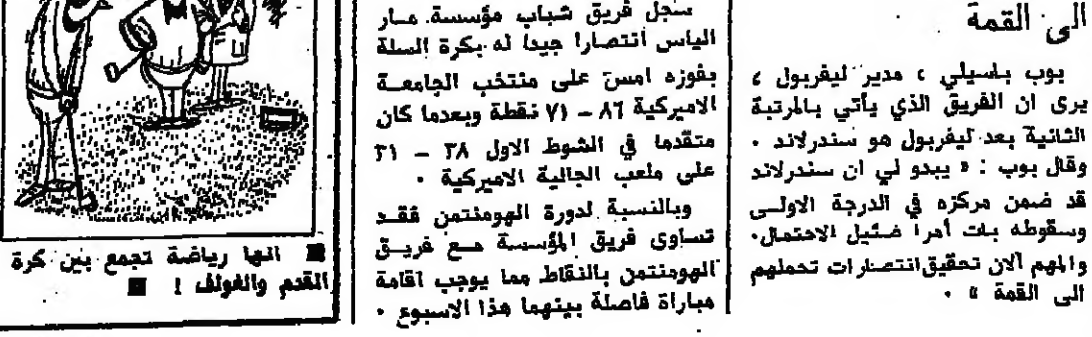 الى القمة
يوب بيسيلي ، مدير ليفربول ،
يرى ان الفريق الذي يأتي بالمرتبة
الثانية بعد ليفربول هو سندرلاند .
وقال بوب : « يبدو لي ان سندرلاند
قد ضمن مركزه في الدرجة الاولى
وسقوطه بات أمرا ضئيل الاحتمال.
والمهم الان تحقيق انتصارات تحملهم
الى القمة » .
سجل فريق شباب مؤسسة مار
الياس انتصارا جيدا له بكرة السلة
بفوزه امس على منتخب الجامعة
الاميركية ٨٦ – ٧١ نقطة وبعدما كان
متقدما في الشوط الاول ٣٨ – ٣١
على ملعب الجالية الاميركية .
وبالنسبة لدورة الهومنتمن فقد
تساوى فريق المؤسسة مع فريق
الهومنتمن بالنقاط مما يوجب اقامة
مباراة فاصلة بينهما هذا الاسبوع .
■ انها رياضة تجمع بين كرة
القدم والغولف ! ■